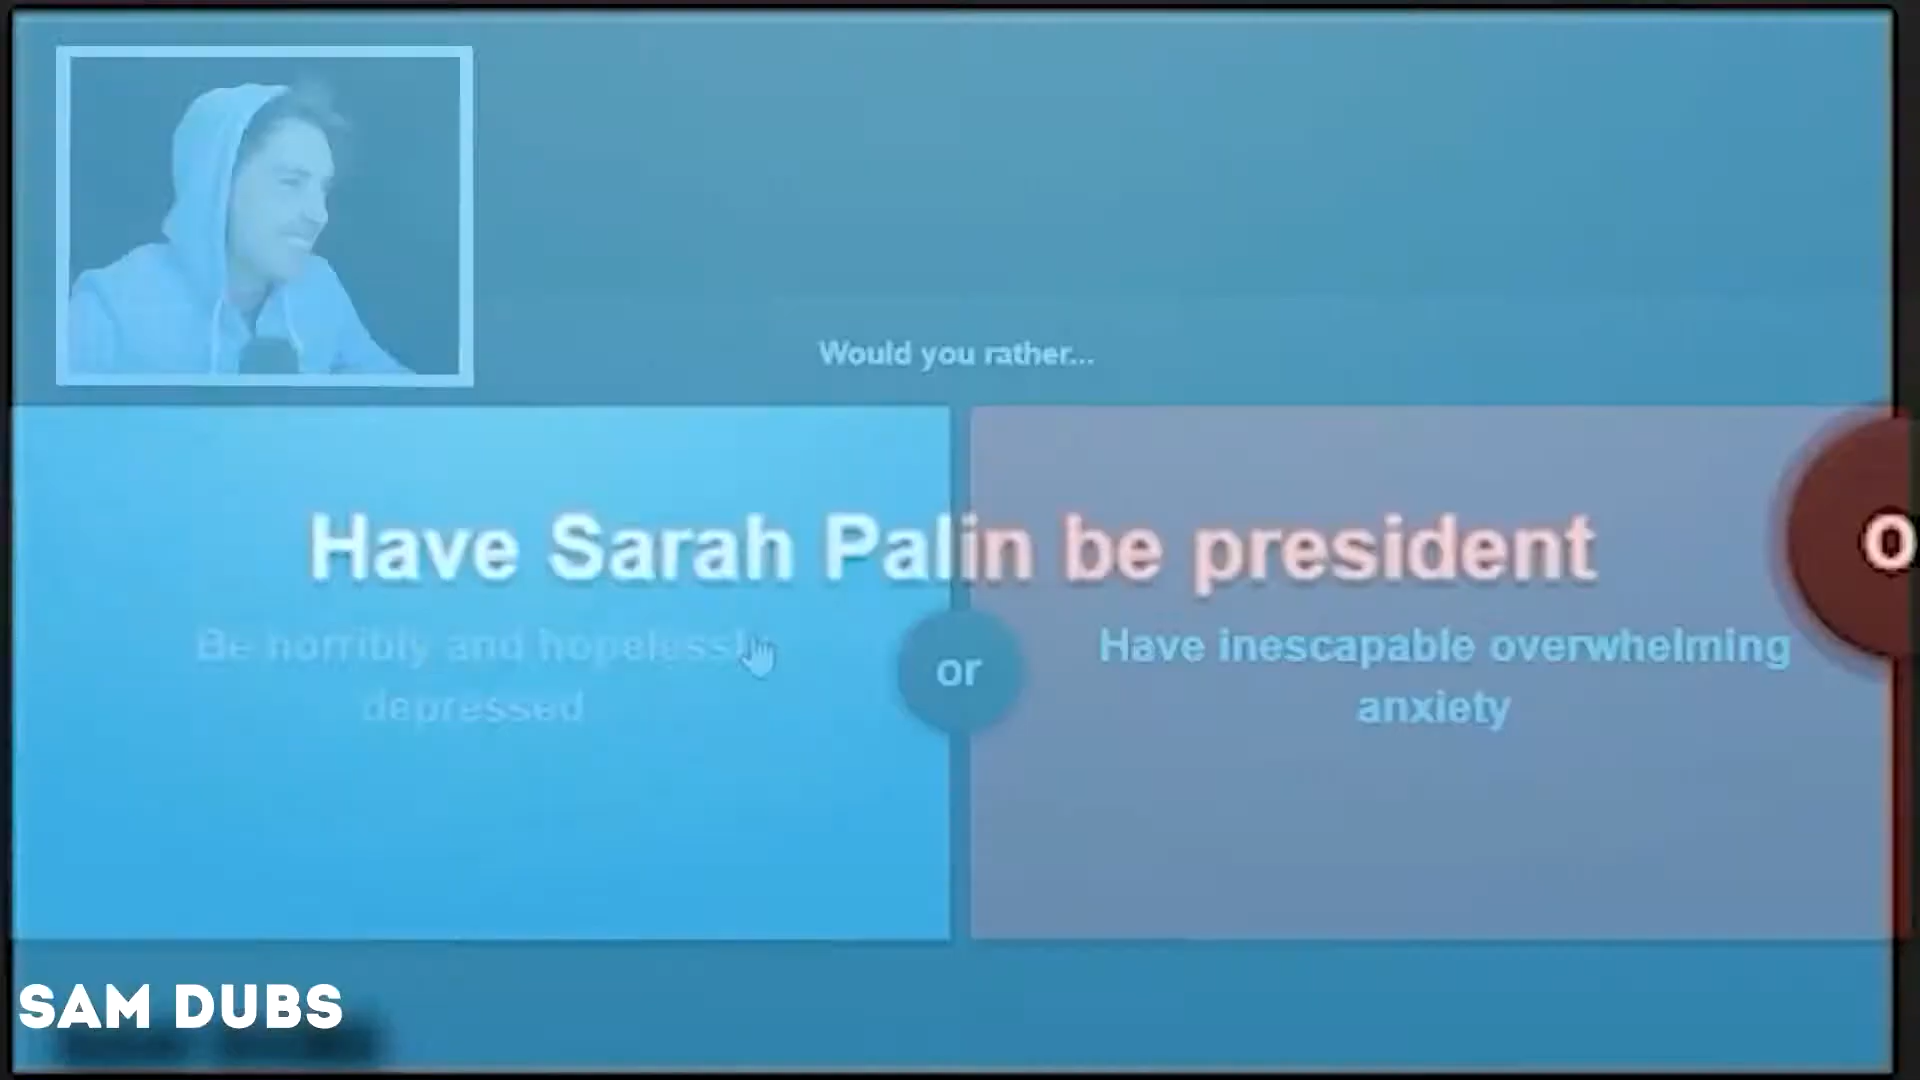 Would you rather...
Have Sarah Palin be president
Be horribly and hopelessly
depressed
or
Have inescapable overwhelming
anxiety
O
SAM DUBS